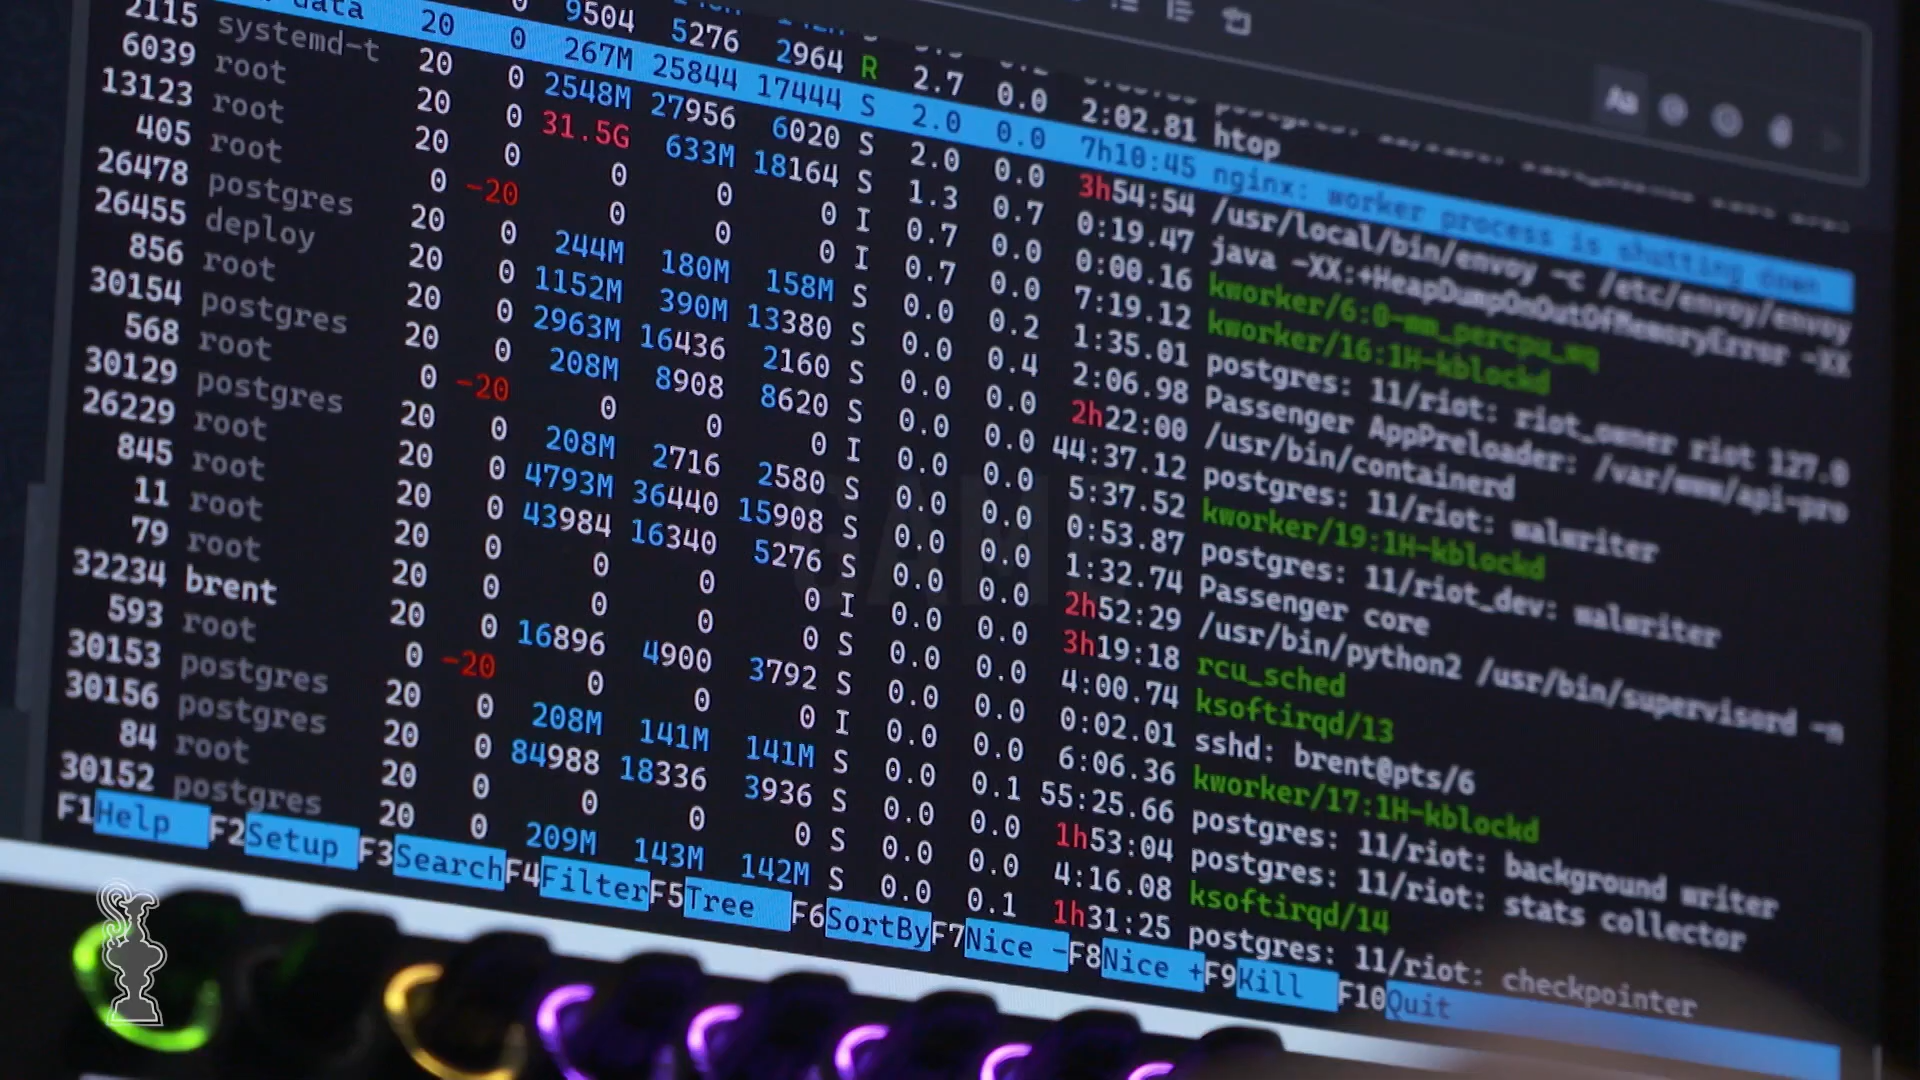 Aa
0 9504 5276 2964 R 2.7 0.0 2:02.81 htop
data 20 0 267M 25844 17444 S 2.0 0.0 7h10:45 nginx: worker process is shutting down
2115 systemd-t 20 0 2548M 27956 6020 S 2.0 0.0 3h54:54 /usr/local/bin/envoy -c /etc/envoy/envoy
6039 root 20 0 31.5G 633M 18164 S 1.3 0.7 0:19.47 java -XX:+HeapDumpOnOutOfMemoryError -XX
13123 root 20 0 0 0 0 I 0.7 0.0 0:00.16 kworker/6:0-mm_percpu_wq
405 root 0 -20 0 0 0 I 0.7 0.0 7:19.12 kworker/16:1H-kblockd
26478 postgres 20 0 244M 180M 158M S 0.0 0.2 1:35.01 postgres: 11/riot: riot_owner riot 127.0
26455 deploy 20 0 1152M 390M 13380 S 0.0 0.4 2:06.98 Passenger AppPreloader: /var/www/api-pro
856 root 20 0 2963M 16436 2160 S 0.0 0.0 2h22:00 /usr/bin/containerd
30154 postgres 20 0 208M 8908 8620 S 0.0 0.0 44:37.12 postgres: 11/riot: walwriter
568 root 0 -20 0 0 0 I 0.0 0.0 5:37.52 kworker/19:1H-kblockd
30129 postgres 20 0 208M 2716 2580 S 0.0 0.0 0:53.87 postgres: 11/riot_dev: walwriter
26229 root 20 0 4793M 36440 15908 S 0.0 0.0 1:32.74 Passenger core
845 root 20 0 43984 16340 5276 S 0.0 0.0 2h52:29 /usr/bin/python2 /usr/bin/supervisord -n
11 root 20 0 0 0 0 I 0.0 0.0 3h19:18 rcu_sched
79 root 20 0 0 0 0 S 0.0 0.0 4:00.74 ksoftirqd/13
32234 brent 20 0 16896 4900 3792 S 0.0 0.0 0:02.01 sshd: brent@pts/6
593 root 0 -20 0 0 0 I 0.0 0.0 6:06.36 kworker/17:1H-kblockd
30153 postgres 20 0 208M 141M 141M S 0.0 0.1 55:25.66 postgres: 11/riot: background writer
30156 postgres 20 0 84988 18336 3936 S 0.0 0.0 1h53:04 postgres: 11/riot: stats collector
84 root 20 0 0 0 0 S 0.0 0.0 4:16.08 ksoftirqd/14
30152 postgres 20 0 209M 143M 142M S 0.0 0.1 1h31:25 postgres: 11/riot: checkpointer
F1Help F2Setup F3Search F4Filter F5Tree F6SortBy F7Nice - F8Nice + F9Kill F10Quit